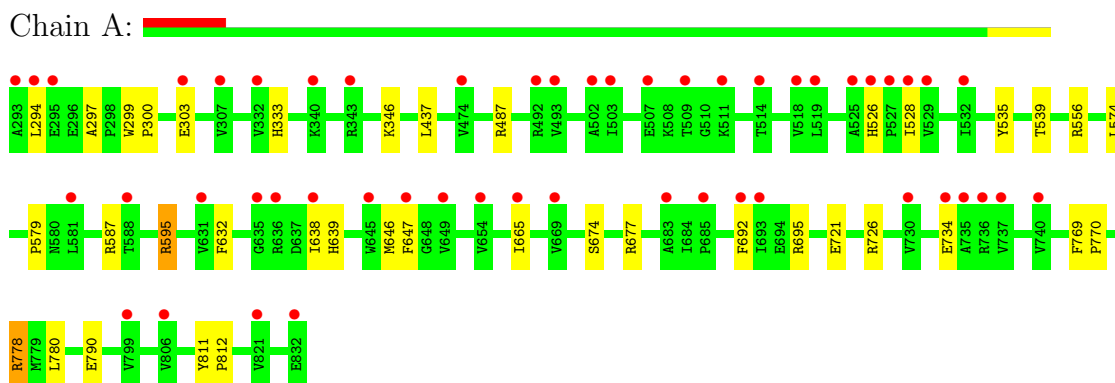 Chain A:
A293 L294 E295 E296 A297 P298 W299 P300 E303 V307 V332 H333 K340 R343 K346 L437 V474 R487 R492 V493 A502 I503 E507 K508 T509 G510 K511 T514 V518 L519 A525 H526 P527 I528 V529 I532 Y535 T539 R556
P579 N580 L581 R587 T588 R595 V631 F632 G635 R636 D637 I638 H639 W645 M646 F647 G648 V649 V654 I665 V669 S674 R677 A683 I684 P685 F692 I693 E694 R695 E721 R726 V730 E734 A735 R736 V737 V740 F769 P770
R778 M779 L780 E790 V799 V806 Y811 P812 V821 E832